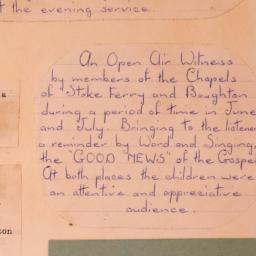 the evening service.
An Open Air Witness
by members of the Chapels
of Stoke Ferry and Boughton
during a period of time in June
and July. Bringing to the listener
a reminder by Word and Singing,
the "GOOD NEWS" of the Gospel
At both places the children were
an attentive and appreciative
audience.